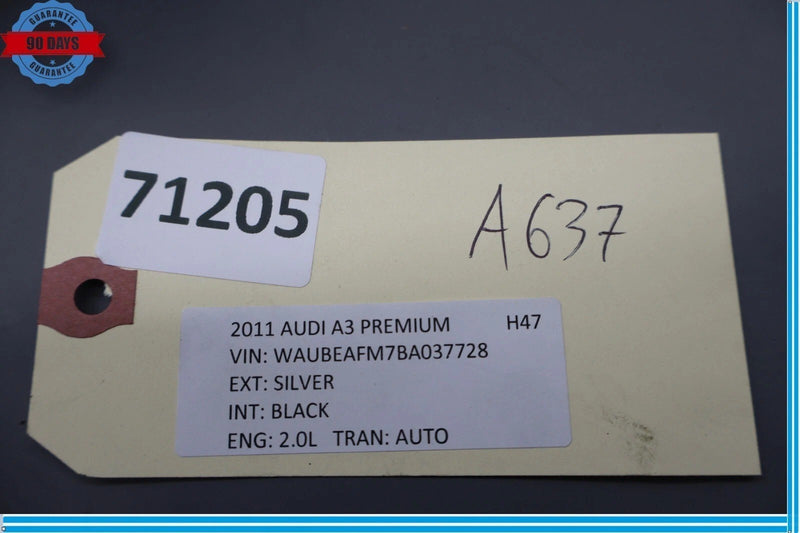 GUARANTEE
90 DAYS
GUARANTEE
71205
A637
2011 AUDI A3 PREMIUM H47
VIN: WAUBEAFM7BA037728
EXT: SILVER
INT: BLACK
ENG: 2.0L TRAN: AUTO